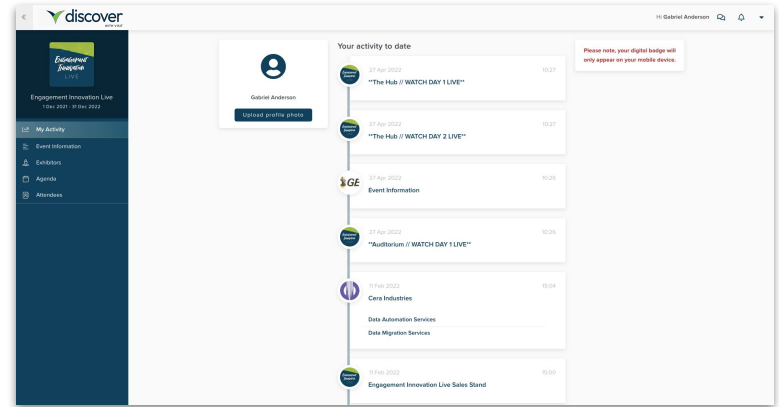 discover
Hi Gabriel Anderson
Engagement
Innovation
LIVE
Engagement Innovation Live
1 Dec 2021 - 31 Dec 2022
My Activity
Event Information
Exhibitors
Agenda
Attendees
Gabriel Anderson
Upload profile photo
Your activity to date
27 Apr 2022 10:27
**The Hub // WATCH DAY 1 LIVE**
27 Apr 2022 10:27
**The Hub // WATCH DAY 2 LIVE**
GE
27 Apr 2022 10:26
Event Information
27 Apr 2022 10:26
**Auditorium // WATCH DAY 1 LIVE**
11 Feb 2022 15:04
Cera Industries
Data Automation Services
Data Migration Services
11 Feb 2022 15:00
Engagement Innovation Live Sales Stand
Please note, your digital badge will
only appear on your mobile device.